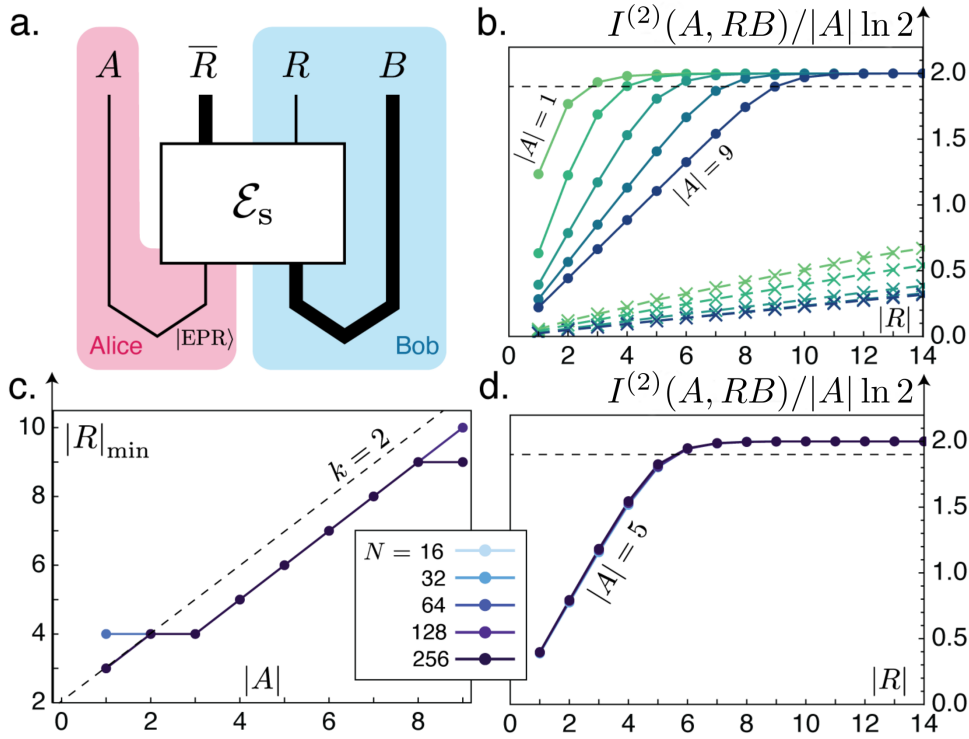 a.
A R̅ R B
ℰₛ
|EPR⟩
Alice Bob
b.
I⁽²⁾(A, RB)/|A| ln 2
|A| = 1
|A| = 9
2.0
1.5
1.0
0.5
0.0
|R|
0 2 4 6 8 10 12 14
c.
|R|min
k = 2
10
8
6
4
2
|A|
0 2 4 6 8
N = 16
32
64
128
256
d.
I⁽²⁾(A, RB)/|A| ln 2
|A| = 5
2.0
1.5
1.0
0.5
0.0
|R|
0 2 4 6 8 10 12 14